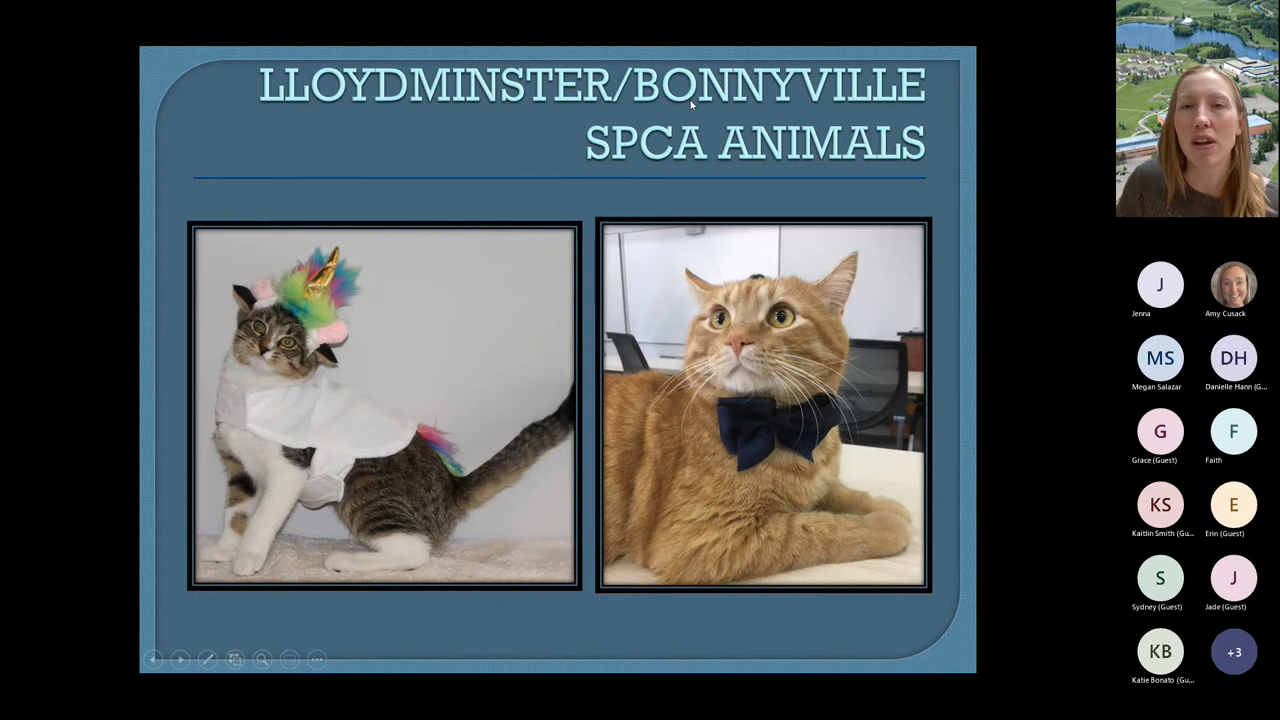 LLOYDMINSTER/BONNYVILLE
SPCA ANIMALS
J
Jenna
Amy Cusack
MS
Megan Salazar
DH
Danielle Hann (G...
G
Grace (Guest)
F
Faith
KS
Kaitlin Smith (Gu...
E
Erin (Guest)
S
Sydney (Guest)
J
Jade (Guest)
KB
Katie Bonato (Gu...
+3